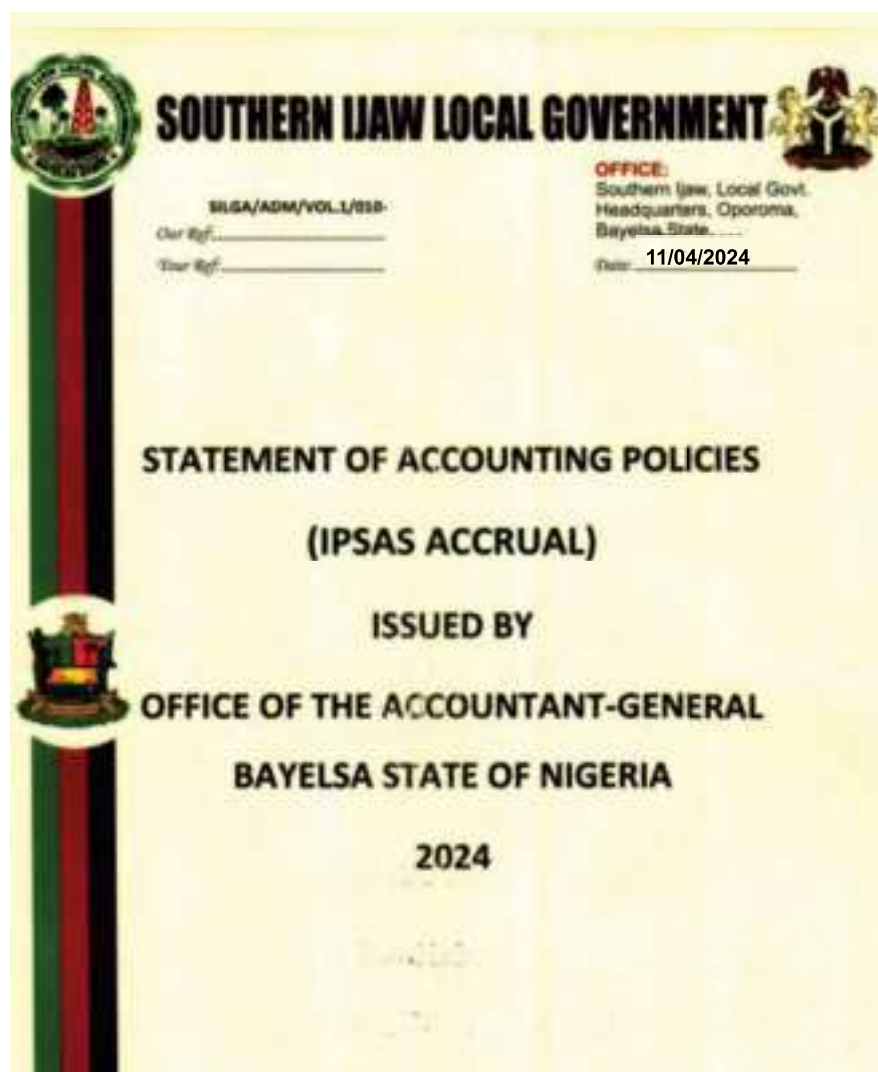 SOUTHERN IJAW LOCAL GOVERNMENT
OFFICE:
Southern Ijaw, Local Govt.
Headquarters, Oporoma,
Bayelsa State
SILGA/ADM/VOL.1/010-
Our Ref
Your Ref
Date 11/04/2024
STATEMENT OF ACCOUNTING POLICIES
(IPSAS ACCRUAL)
ISSUED BY
OFFICE OF THE ACCOUNTANT-GENERAL
BAYELSA STATE OF NIGERIA
2024